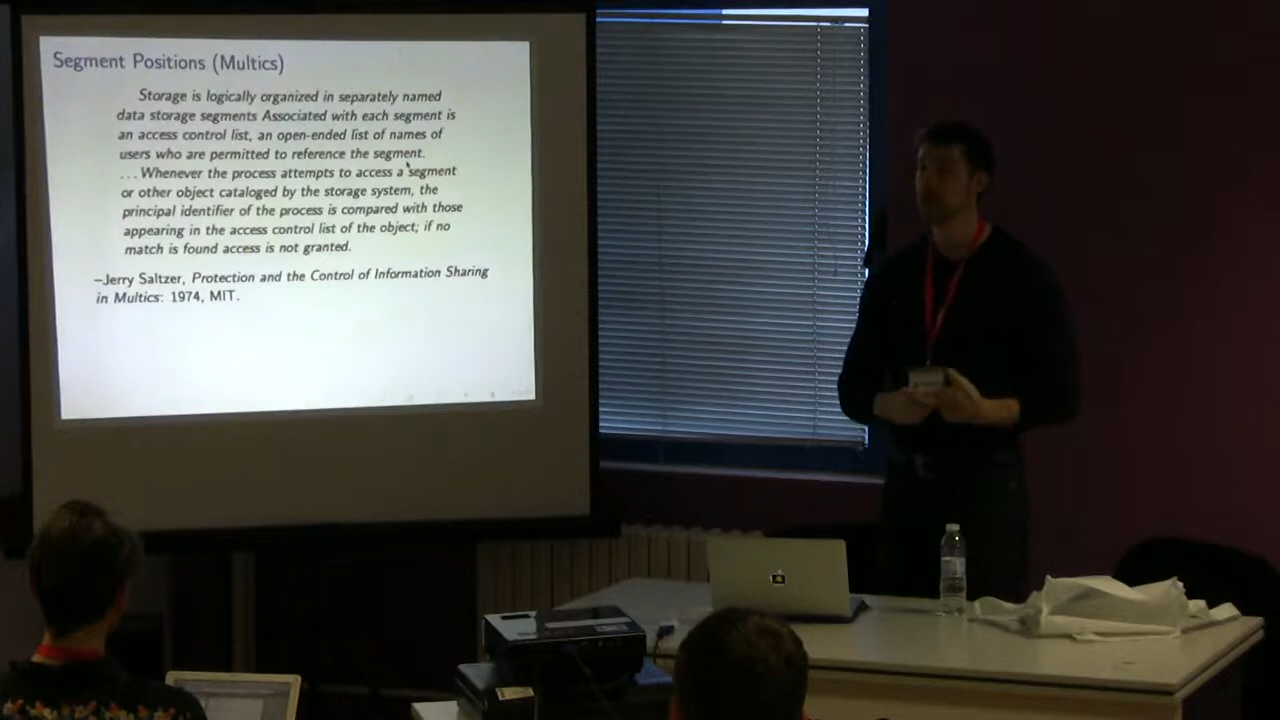 Segment Positions (Multics)
Storage is logically organized in separately named
data storage segments Associated with each segment is
an access control list, an open-ended list of names of
users who are permitted to reference the segment.
... Whenever the process attempts to access a segment
or other object cataloged by the storage system, the
principal identifier of the process is compared with those
appearing in the access control list of the object; if no
match is found access is not granted.
–Jerry Saltzer, Protection and the Control of Information Sharing
in Multics: 1974, MIT.